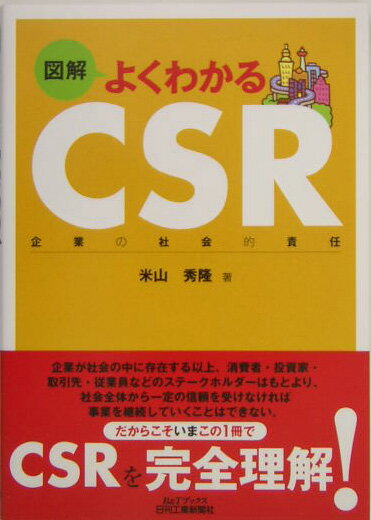 図解
よくわかる
CSR
企業の社会的責任
米山 秀隆 著
企業が社会の中に存在する以上、消費者・投資家・
取引先・従業員などのステークホルダーはもとより、
社会全体から一定の信頼を受けなければ
事業を継続していくことはできない。
だからこそいまこの1冊で
CSRを完全理解!
B&Tブックス
日刊工業新聞社